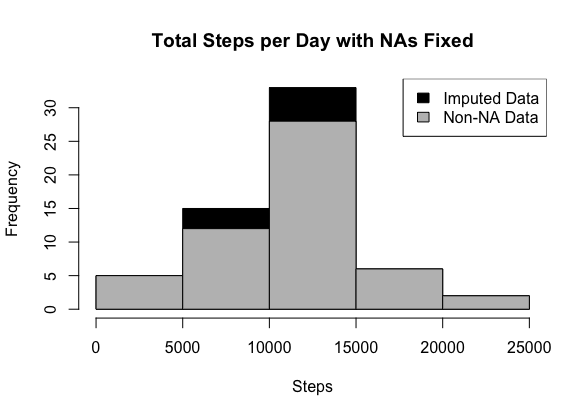 Total Steps per Day with NAs Fixed
Imputed Data
Non-NA Data
Frequency
30
25
20
15
10
5
0
0 5000 10000 15000 20000 25000
Steps